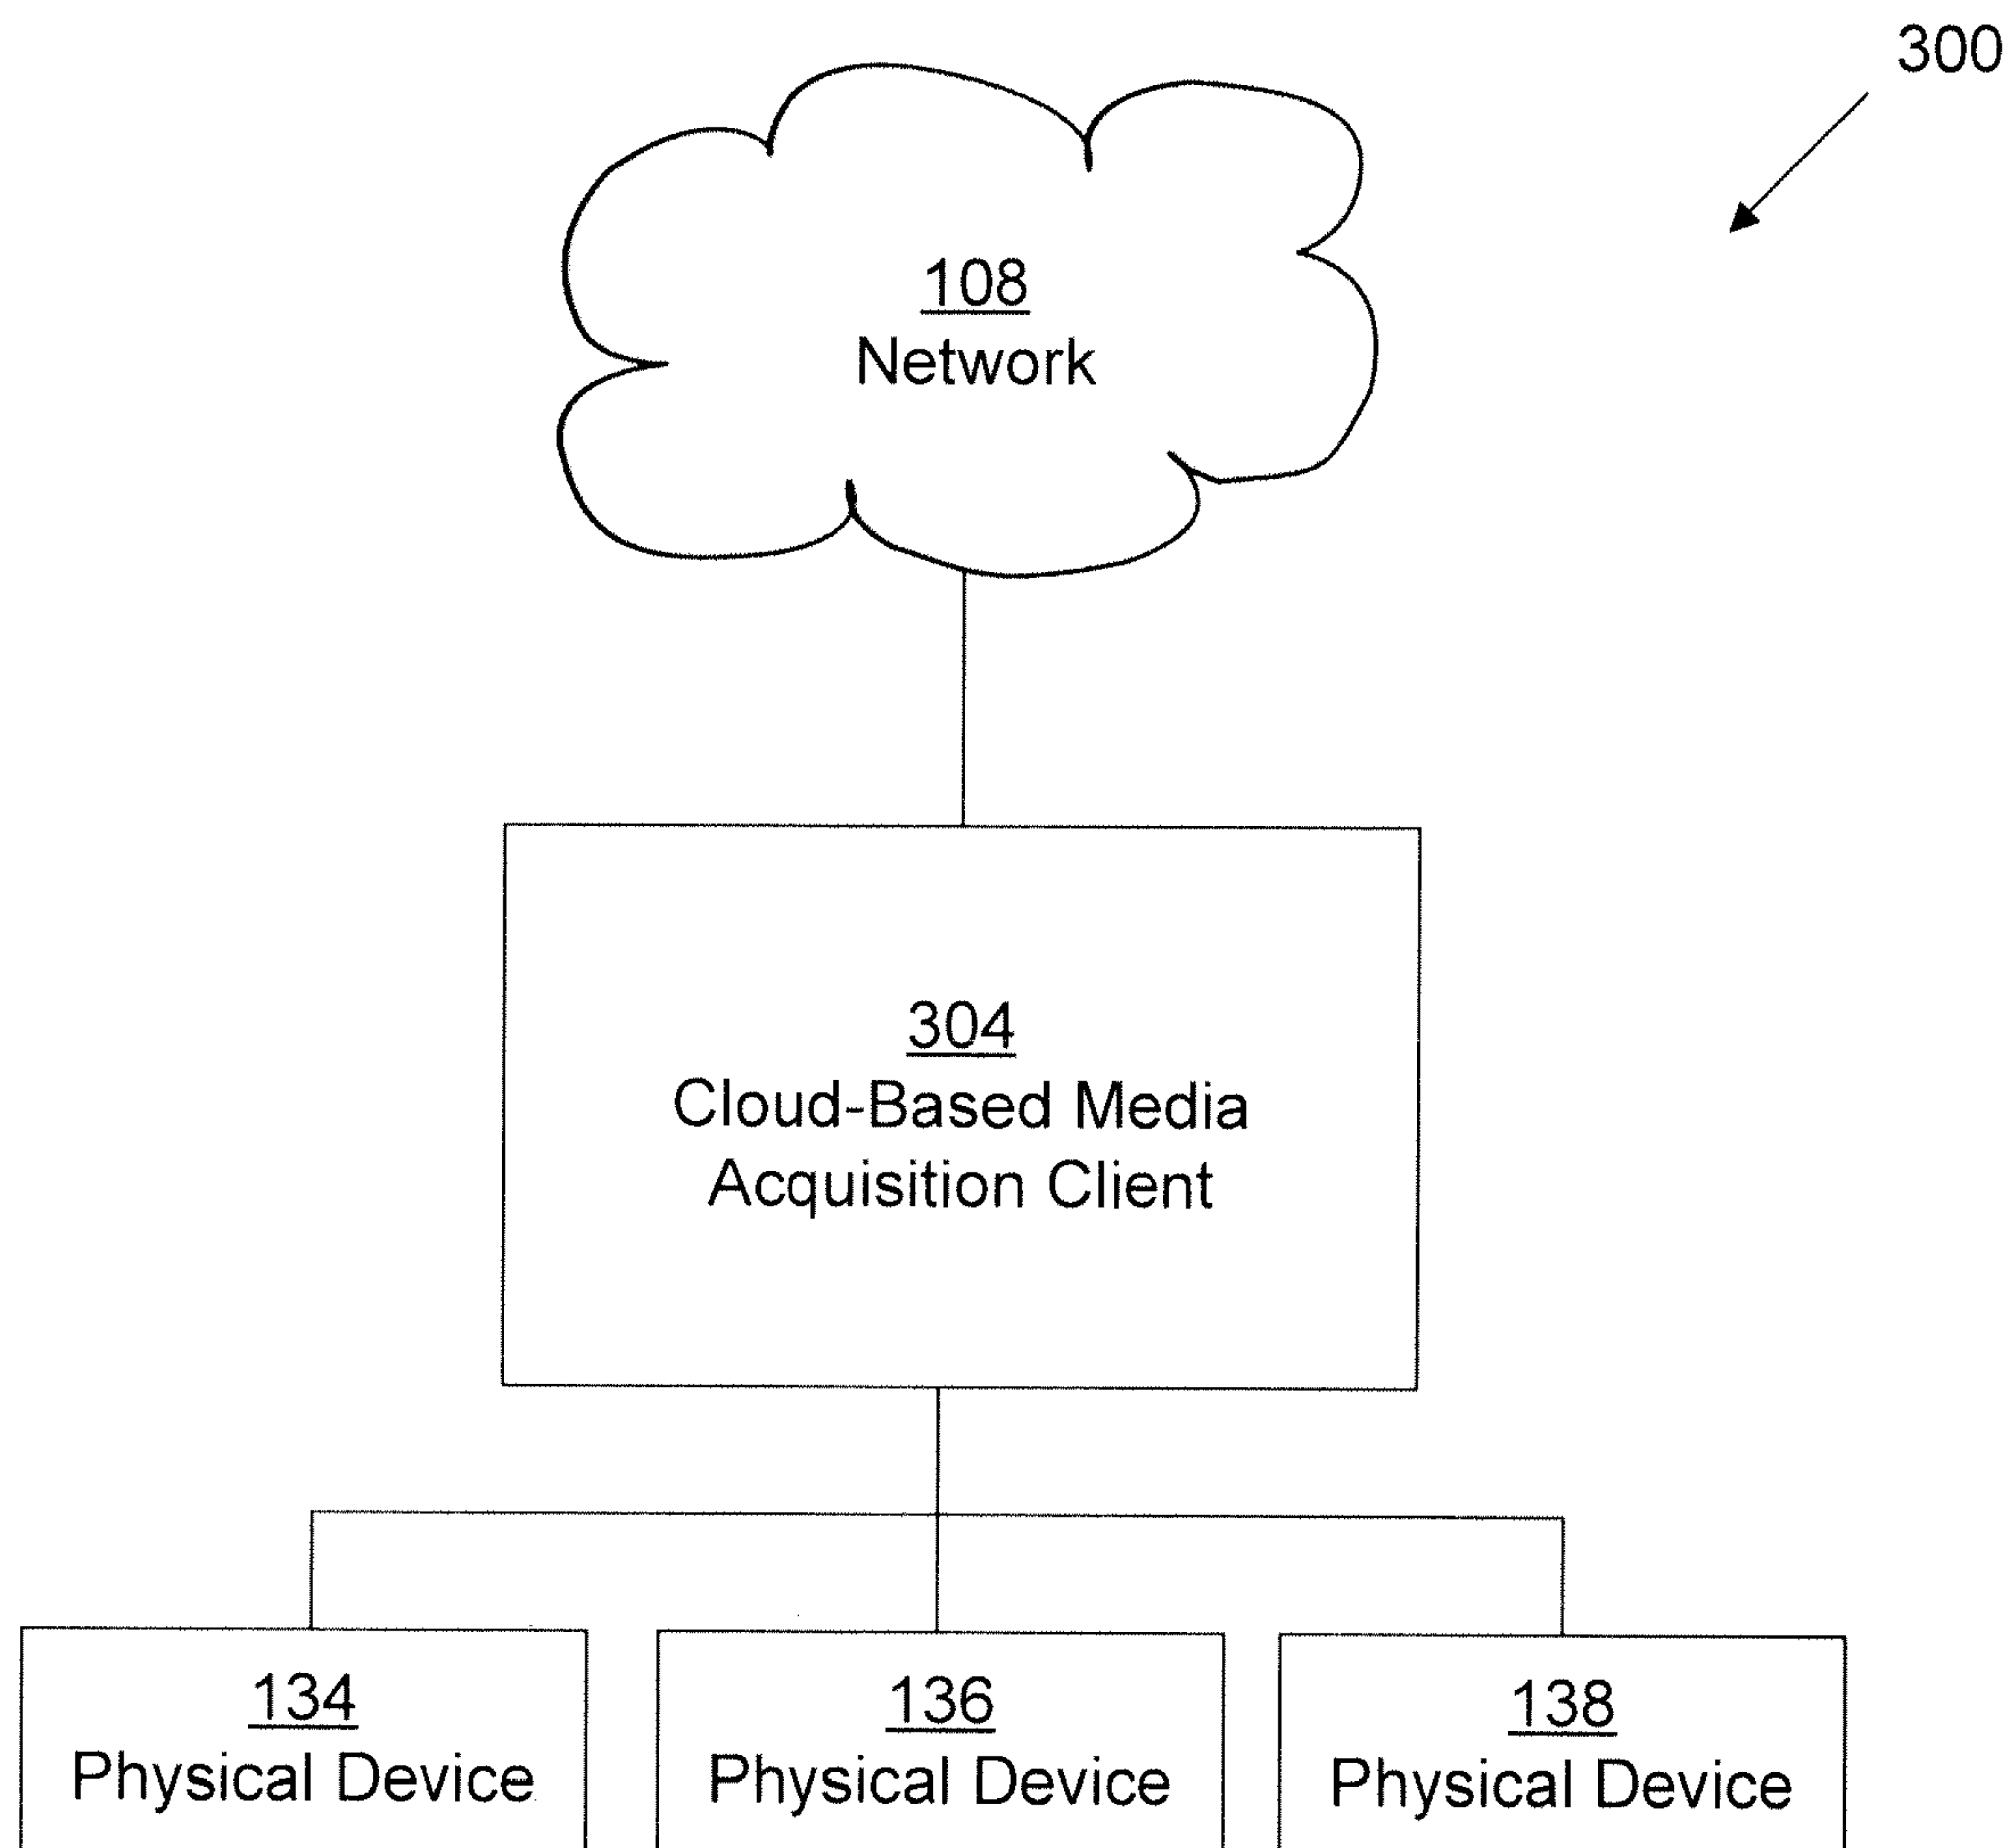 300
108
Network
304
Cloud-Based Media
Acquisition Client
134
Physical Device
136
Physical Device
138
Physical Device